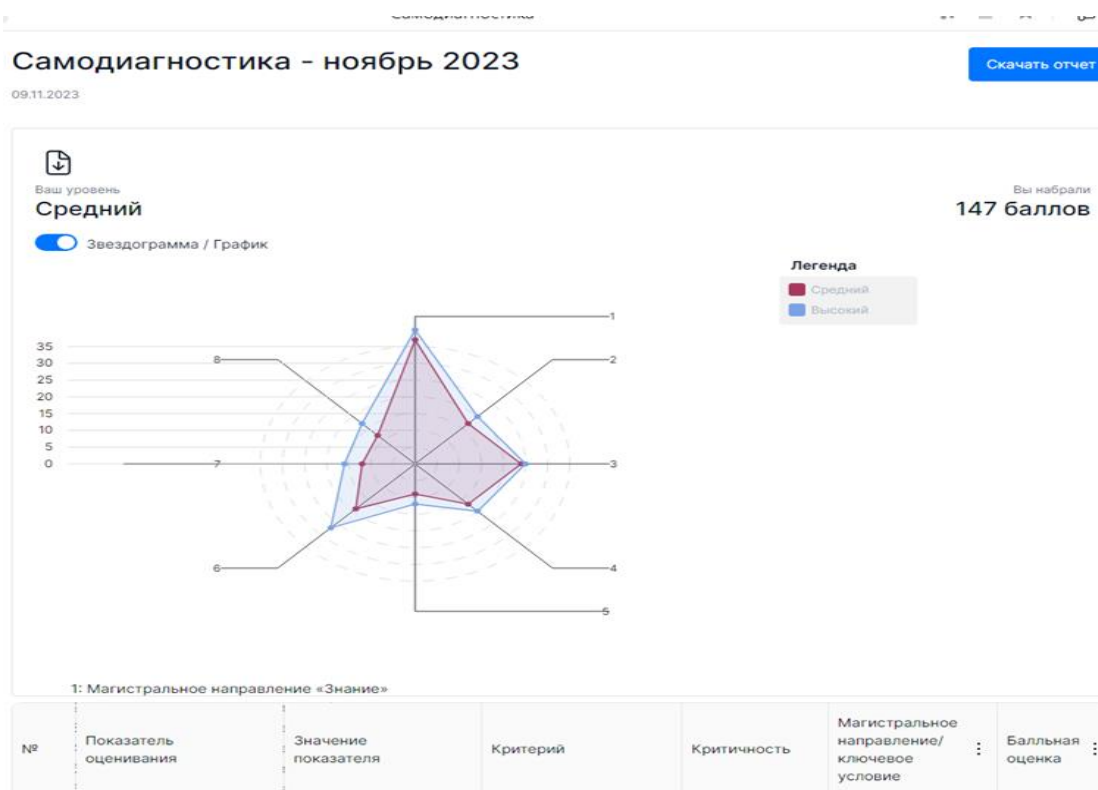 Самодиагностика
Самодиагностика - ноябрь 2023
Скачать отчет
09.11.2023
Ваш уровень
Средний
Вы набрали
147 баллов
Звездограмма / График
Легенда
Средний
Высокий
35
30
25
20
15
10
5
0
1
2
3
4
5
6
7
8
1: Магистральное направление «Знание»
№
Показатель
оценивания
Значение
показателя
Критерий
Критичность
Магистральное
направление/
ключевое
условие
Балльная
оценка